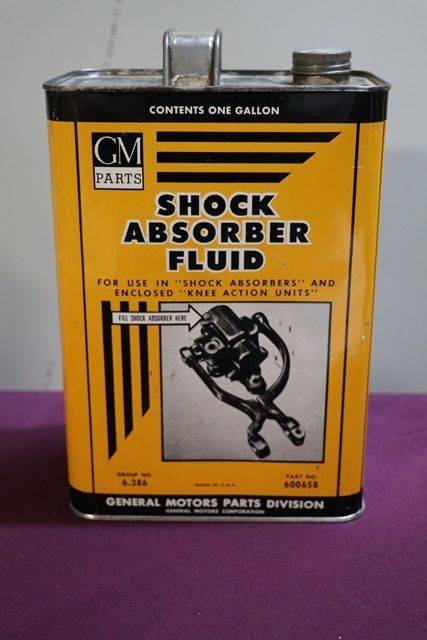 CONTENTS ONE GALLON
GM
PARTS
SHOCK
ABSORBER
FLUID
FOR USE IN "SHOCK ABSORBERS" AND
ENCLOSED "KNEE ACTION UNITS"
FILL SHOCK ABSORBER HERE
GROUP NO.
6.386
MADE IN U.S.A.
PART NO.
600658
GENERAL MOTORS PARTS DIVISION
GENERAL MOTORS CORPORATION